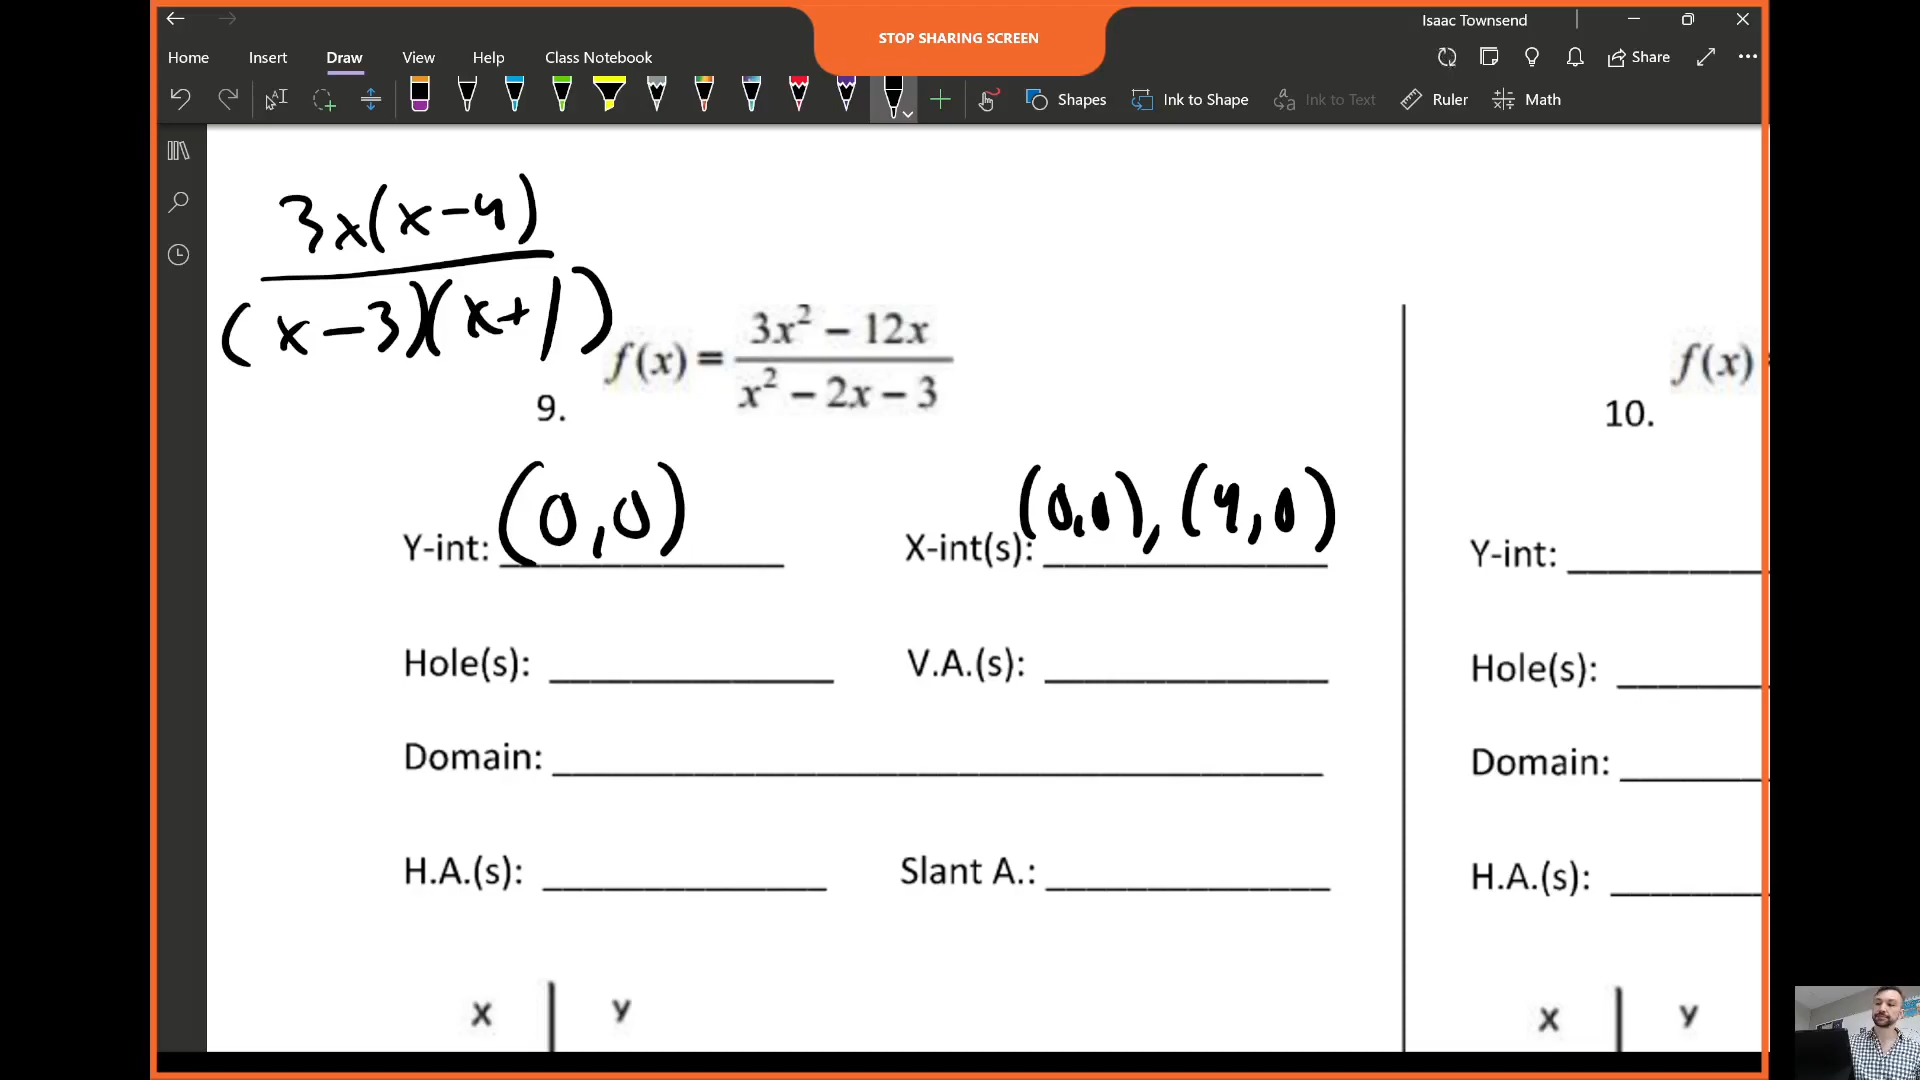 Isaac Townsend
STOP SHARING SCREEN
Home Insert Draw View Help Class Notebook
Share
Shapes Ink to Shape Ink to Text Ruler Math
3x(x-4)
(x-3)(x+1)
f(x) = 3x² − 12x
x² − 2x − 3
9.
f(x)
10.
Y-int: (0,0)
X-int(s): (0,0), (4,0)
Y-int:
Hole(s):
V.A.(s):
Hole(s):
Domain:
Domain:
H.A.(s):
Slant A.:
H.A.(s):
x y
x y